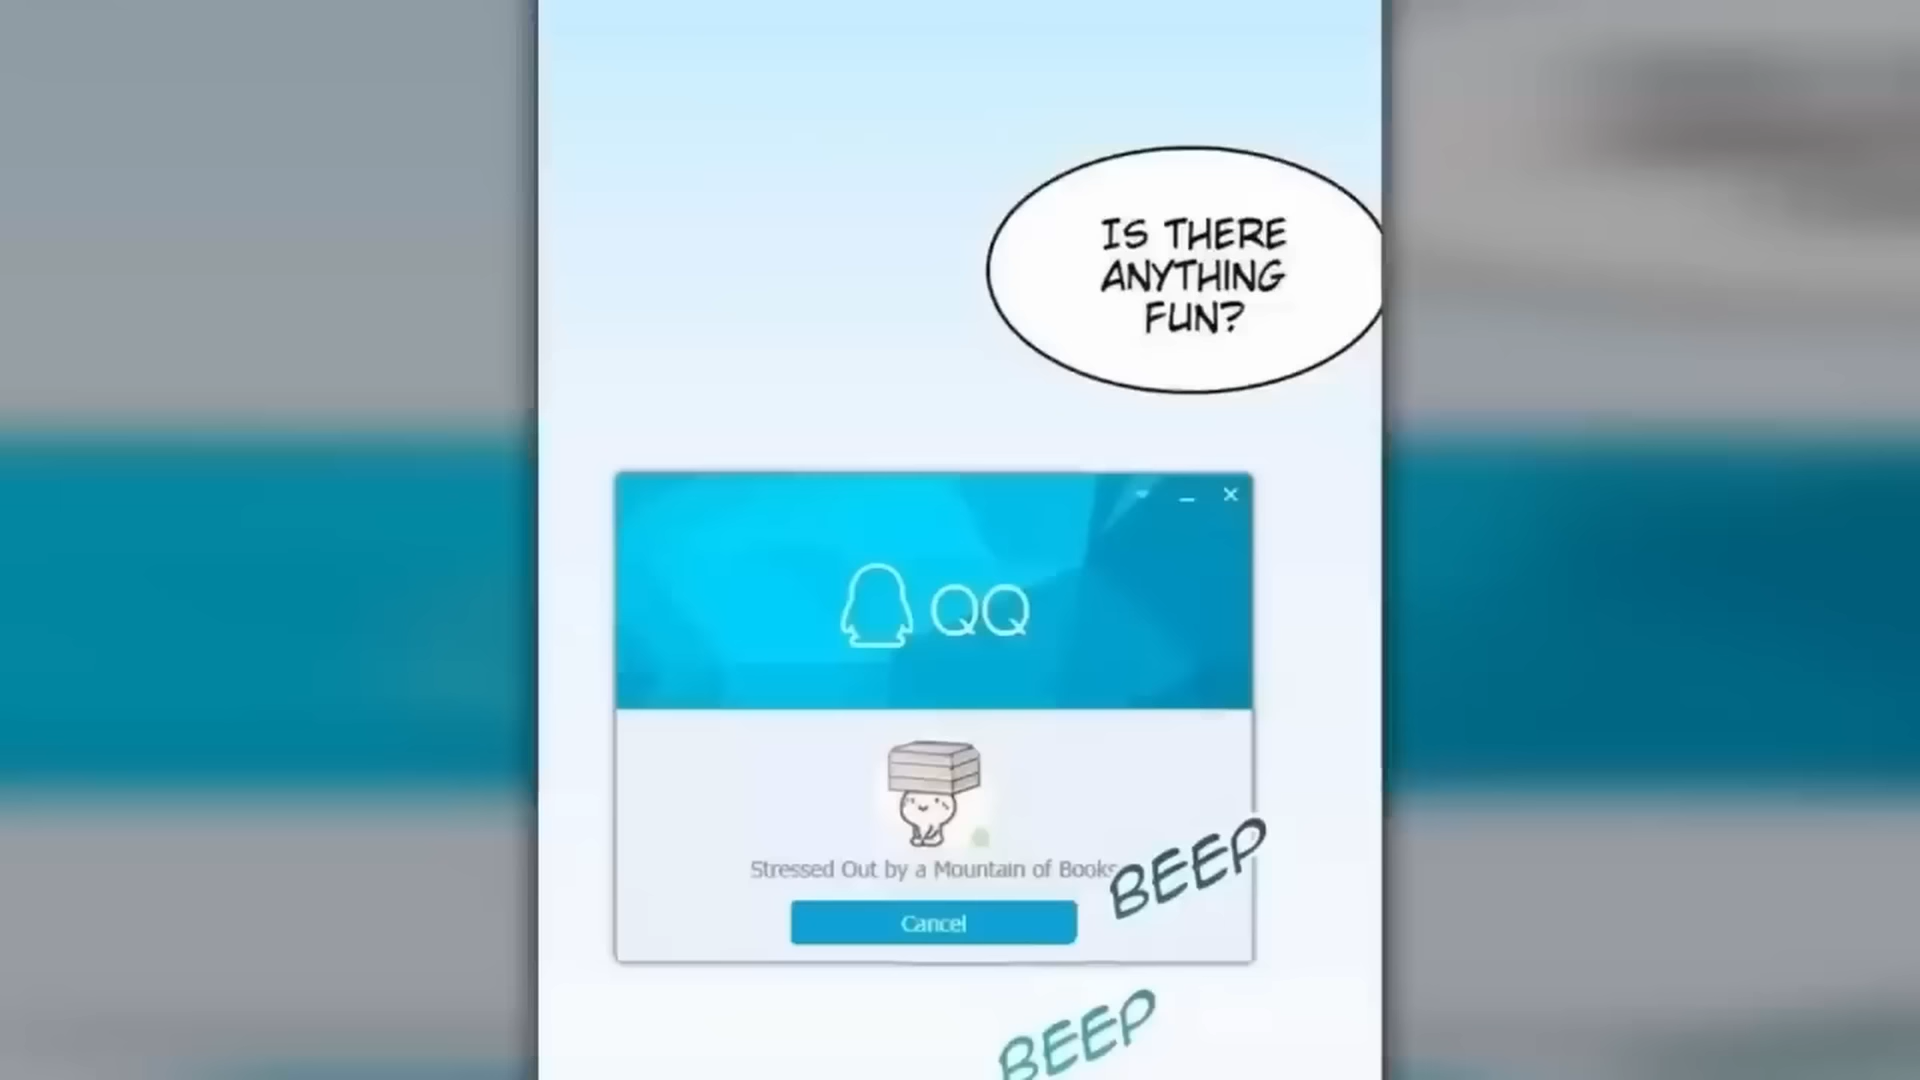 IS THERE
ANYTHING
FUN?
QQ
Stressed Out by a Mountain of Books
BEEP
Cancel
BEEP